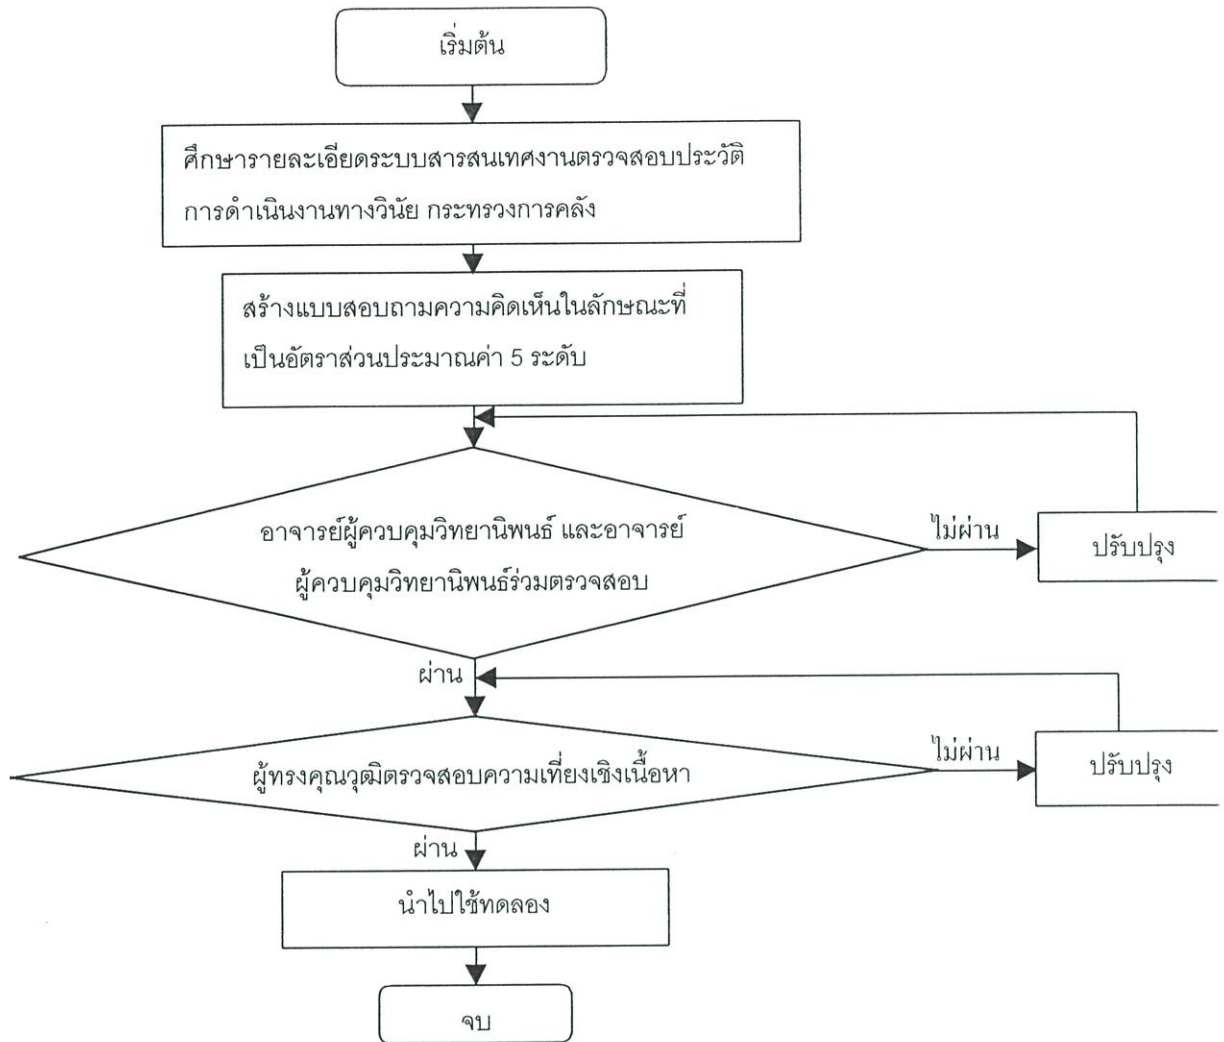 เริ่มต้น
ศึกษารายละเอียดระบบสารสนเทศงานตรวจสอบประวัติ
การดำเนินงานทางวินัย กระทรวงการคลัง
สร้างแบบสอบถามความคิดเห็นในลักษณะที่
เป็นอัตราส่วนประมาณค่า 5 ระดับ
อาจารย์ผู้ควบคุมวิทยานิพนธ์ และอาจารย์
ผู้ควบคุมวิทยานิพนธ์ร่วมตรวจสอบ
ไม่ผ่าน
ปรับปรุง
ผ่าน
ผู้ทรงคุณวุฒิตรวจสอบความเที่ยงเชิงเนื้อหา
ไม่ผ่าน
ปรับปรุง
ผ่าน
นำไปใช้ทดลอง
จบ